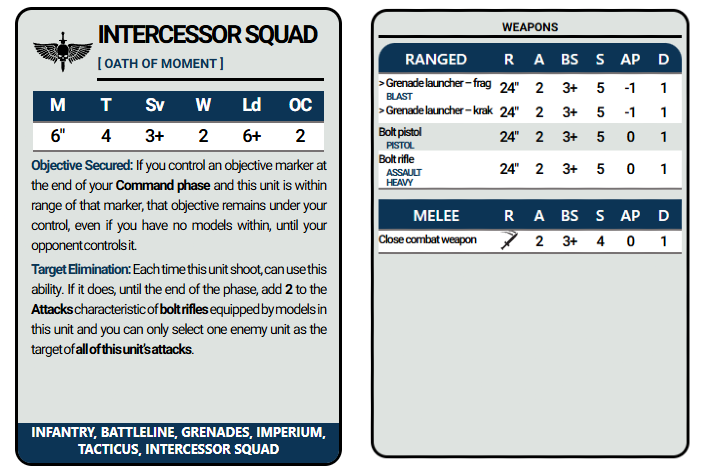 INTERCESSOR SQUAD
[ OATH OF MOMENT ]
M T Sv W Ld OC
6" 4 3+ 2 6+ 2
Objective Secured: If you control an objective marker at
the end of your Command phase and this unit is within
range of that marker, that objective remains under your
control, even if you have no models within, until your
opponent controls it.
Target Elimination: Each time this unit shoot, can use this
ability. If it does, until the end of the phase, add 2 to the
Attacks characteristic of bolt rifles equipped by models in
this unit and you can only select one enemy unit as the
target of all of this unit's attacks.
INFANTRY, BATTLELINE, GRENADES, IMPERIUM,
TACTICUS, INTERCESSOR SQUAD
WEAPONS
RANGED R A BS S AP D
> Grenade launcher – frag 24" 2 3+ 5 -1 1
BLAST
> Grenade launcher – krak 24" 2 3+ 5 -1 1
Bolt pistol 24" 2 3+ 5 0 1
PISTOL
Bolt rifle 24" 2 3+ 5 0 1
ASSAULT
HEAVY
MELEE R A BS S AP D
Close combat weapon 2 3+ 4 0 1